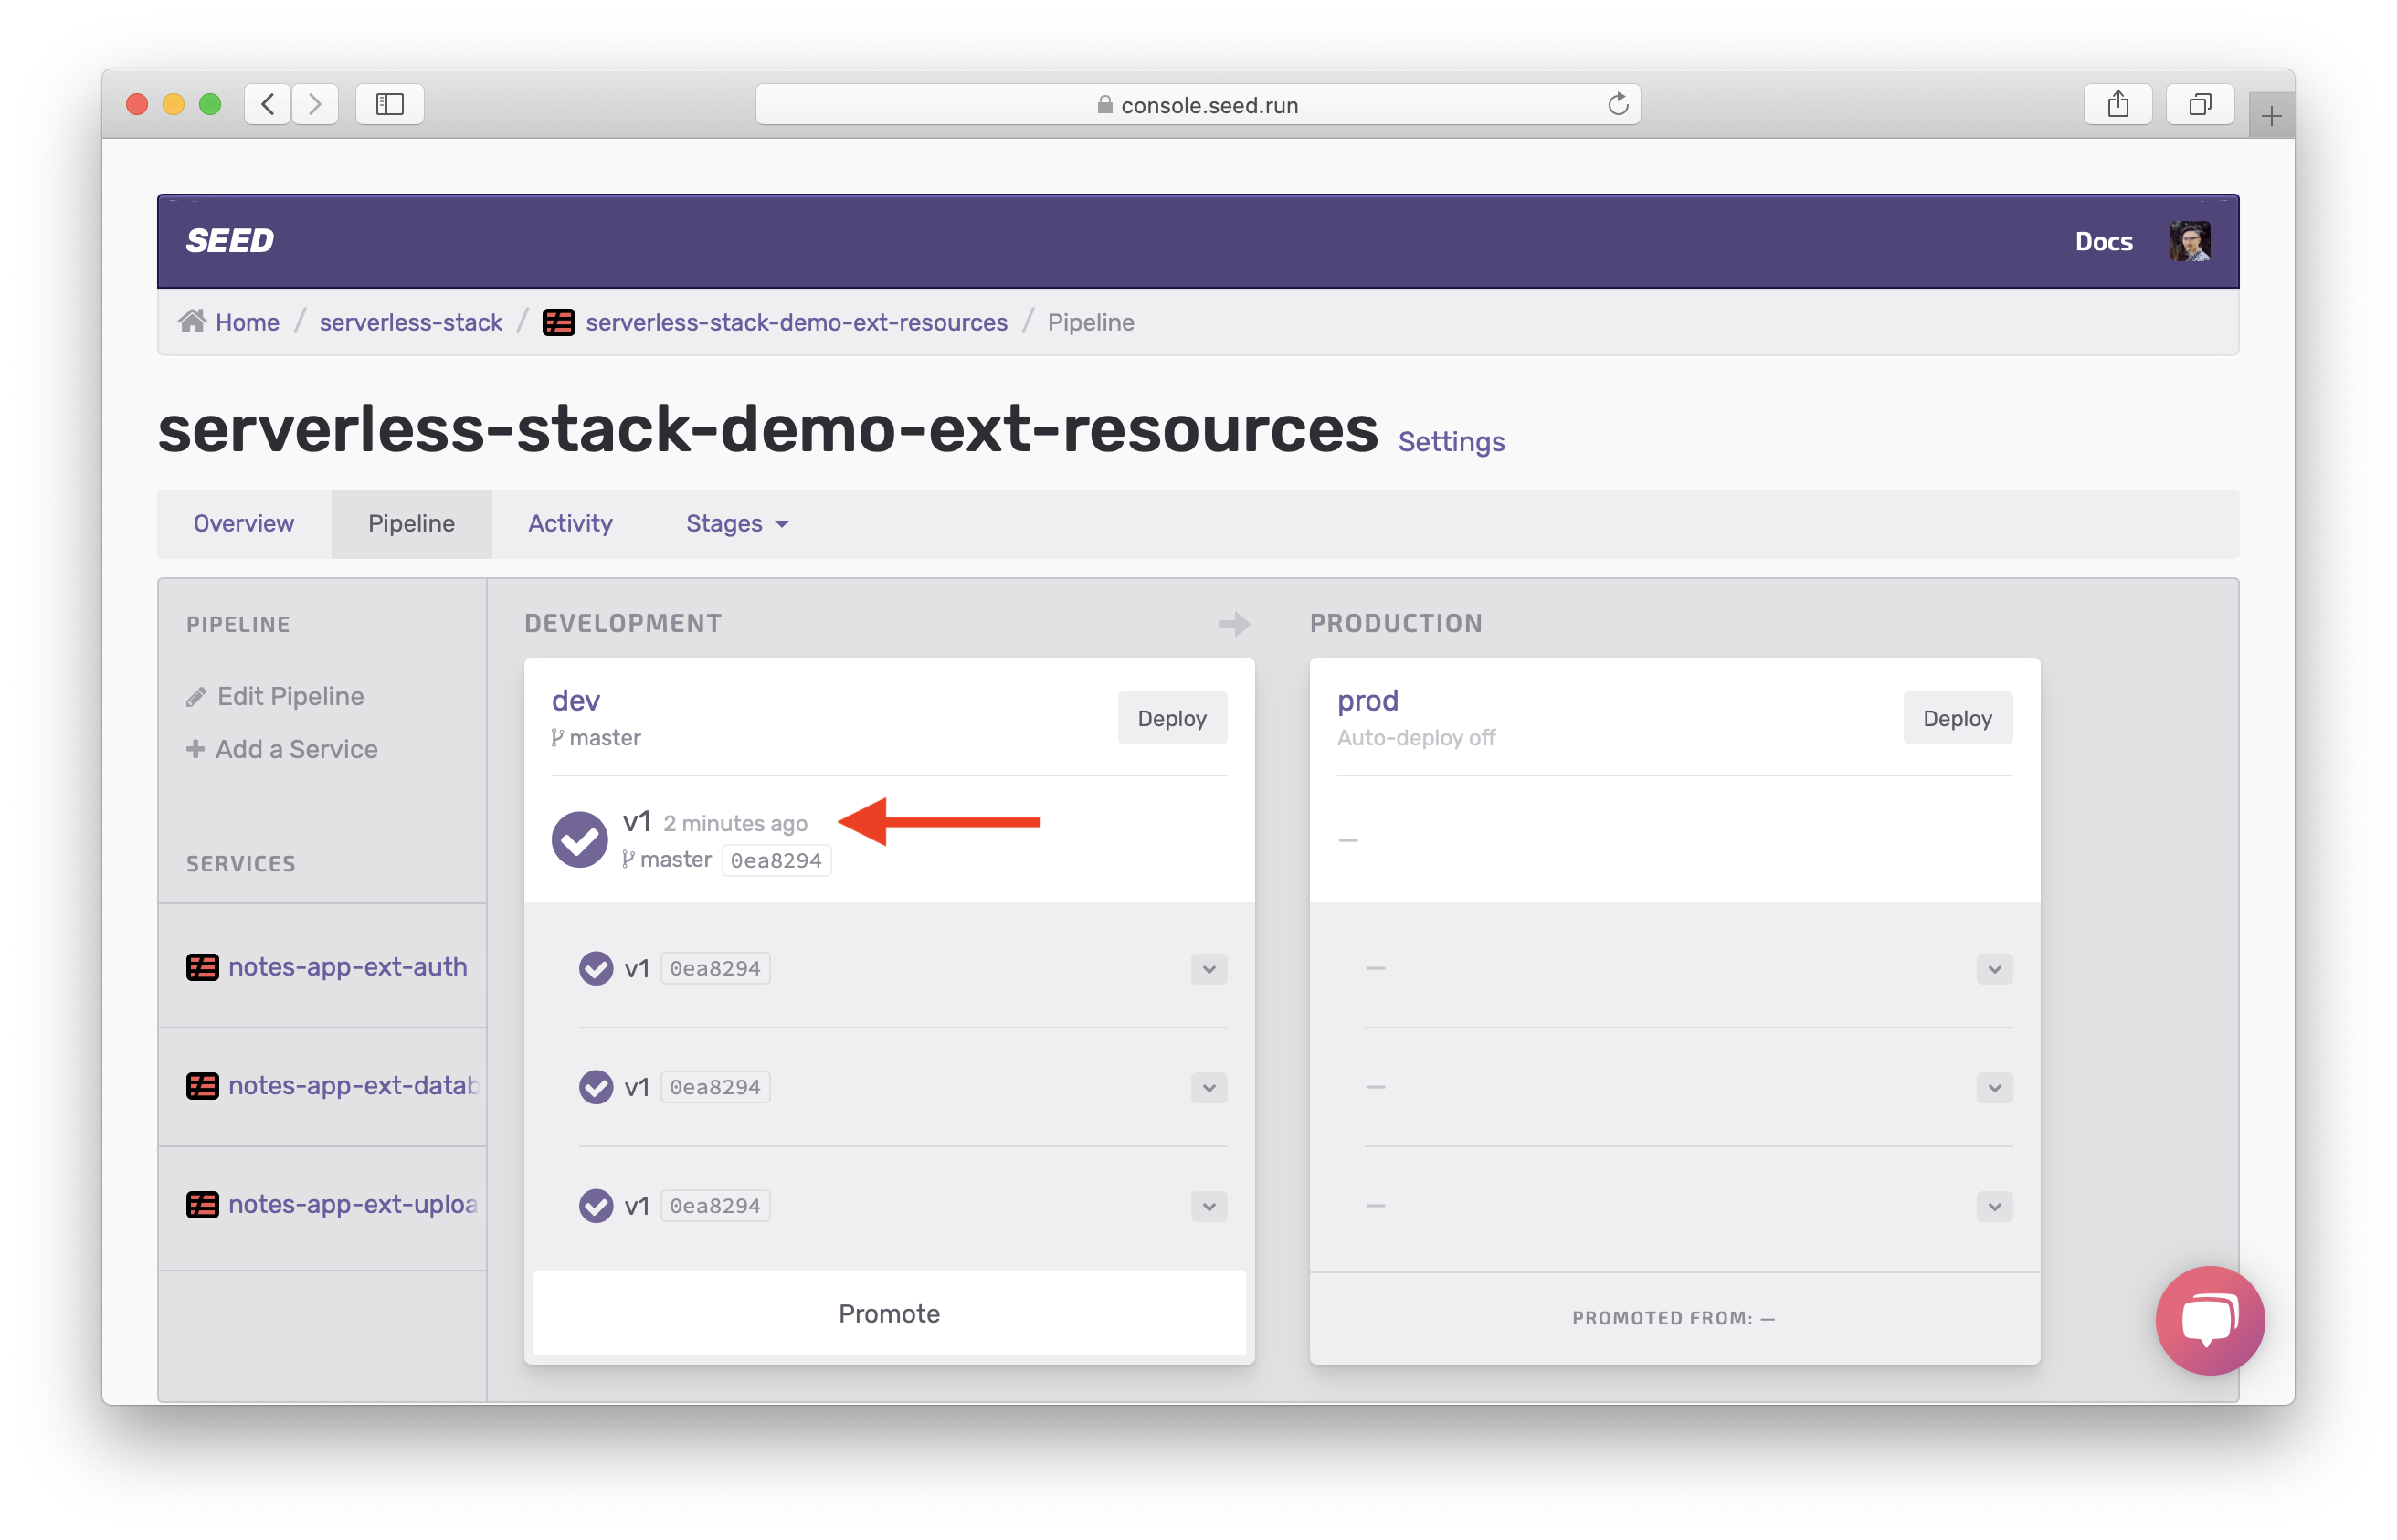 console.seed.run
SEED
Docs
Home / serverless-stack / serverless-stack-demo-ext-resources / Pipeline
serverless-stack-demo-ext-resources Settings
Overview Pipeline Activity Stages
PIPELINE
Edit Pipeline
Add a Service
SERVICES
notes-app-ext-auth
notes-app-ext-datab
notes-app-ext-uploa
DEVELOPMENT
dev
master
Deploy
v1 2 minutes ago
master 0ea8294
v1 0ea8294
v1 0ea8294
v1 0ea8294
Promote
PRODUCTION
prod
Auto-deploy off
Deploy
—
—
—
—
PROMOTED FROM: —